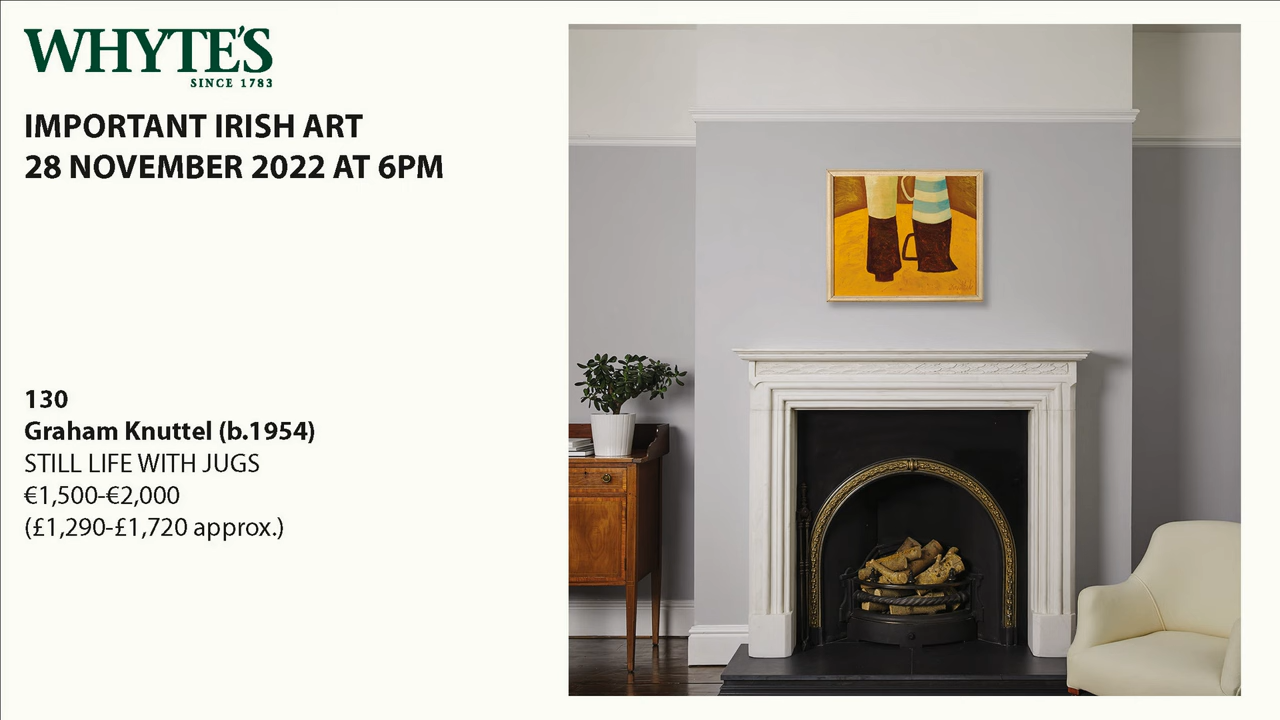 WHYTE'S
SINCE 1783
IMPORTANT IRISH ART
28 NOVEMBER 2022 AT 6PM
130
Graham Knuttel (b.1954)
STILL LIFE WITH JUGS
€1,500-€2,000
(£1,290-£1,720 approx.)